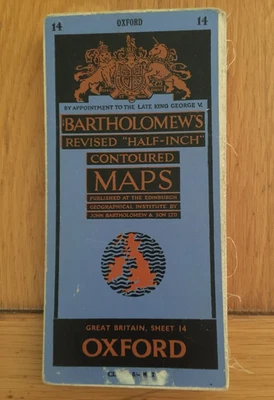 14 OXFORD 14
BY APPOINTMENT TO THE LATE KING GEORGE V.
BARTHOLOMEW'S
REVISED "HALF-INCH"
CONTOURED
MAPS
PUBLISHED AT THE EDINBURGH
GEOGRAPHICAL INSTITUTE BY
JOHN BARTHOLOMEW & SON LTD
GREAT BRITAIN, SHEET 14
OXFORD